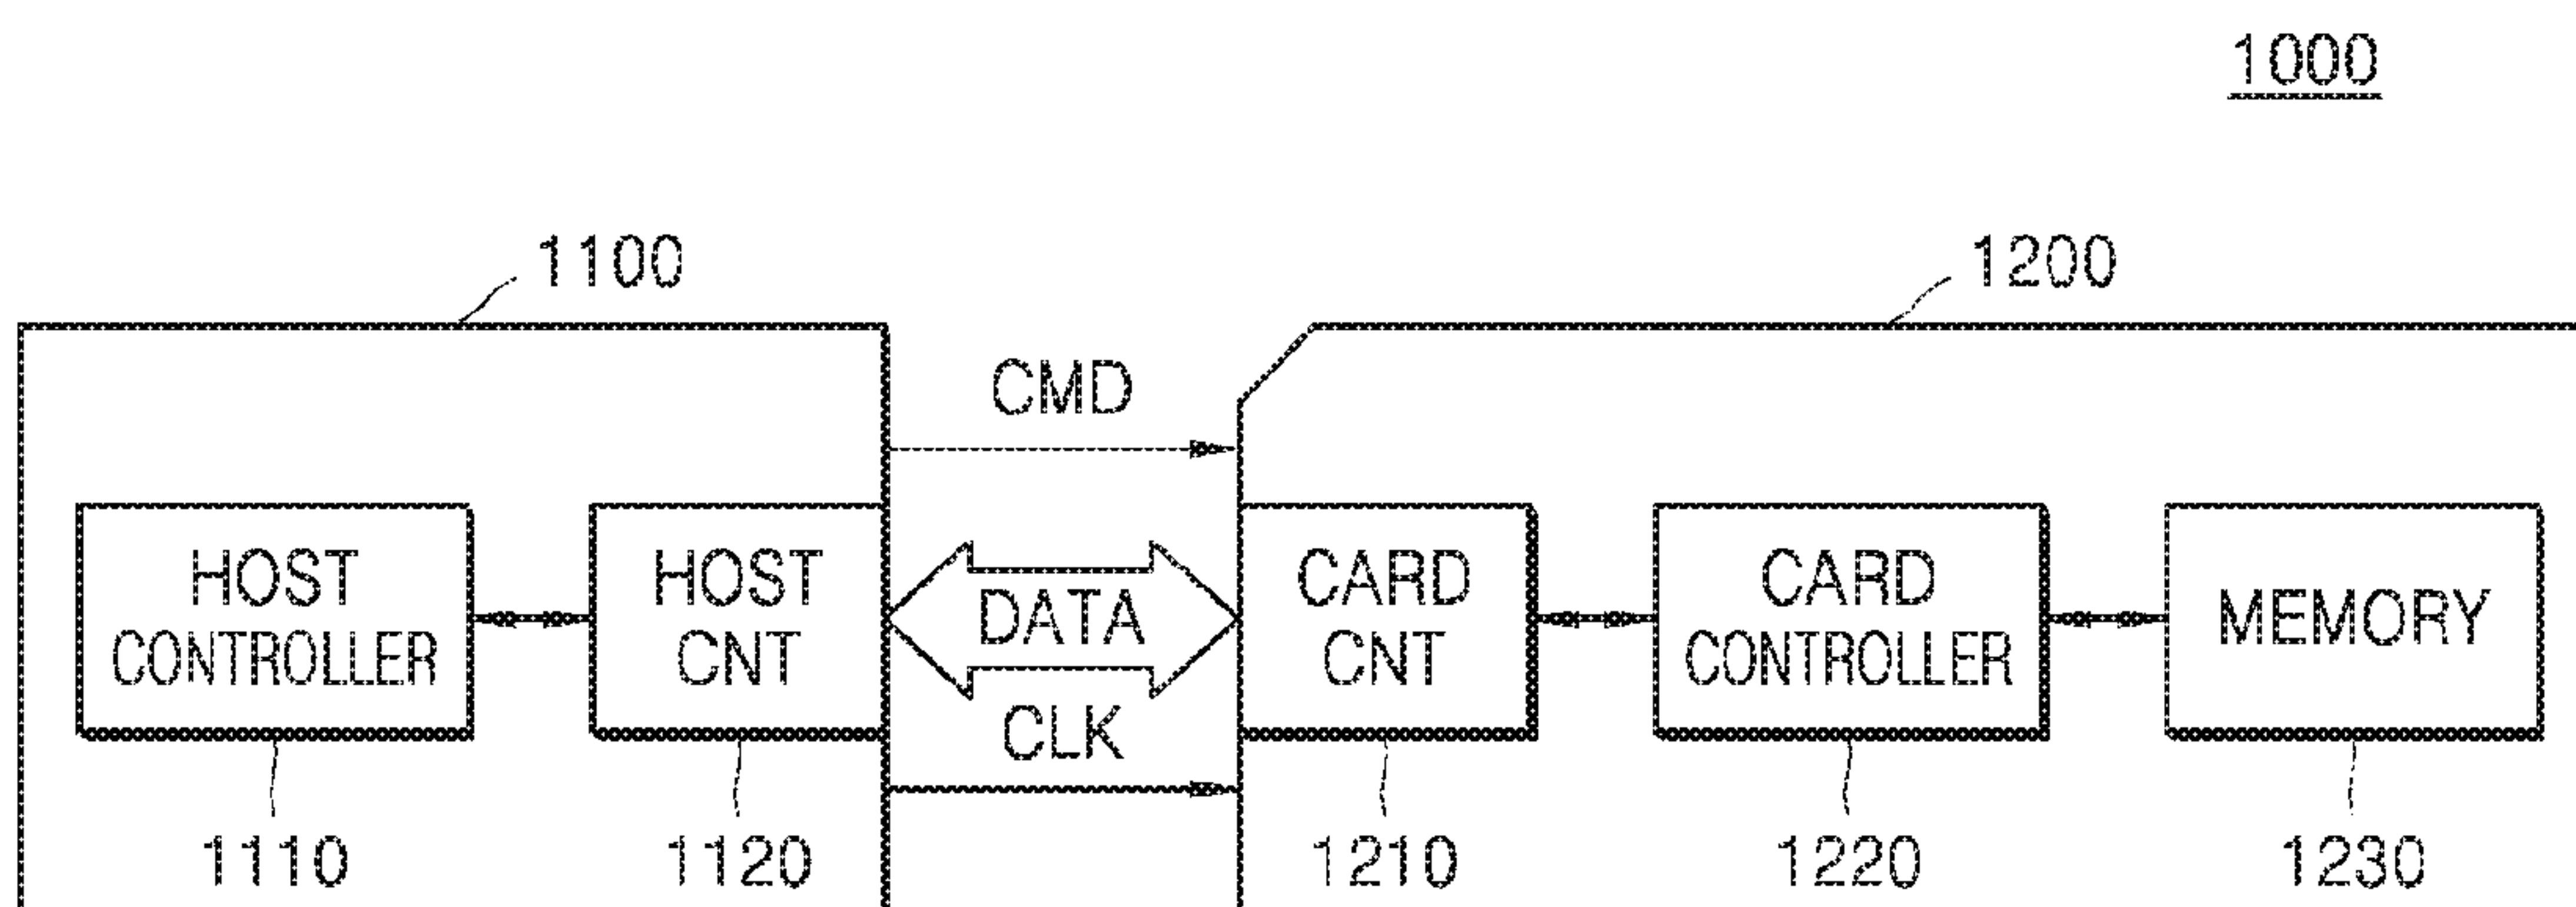 1000
1100
1200
CMD
HOST
CONTROLLER
HOST
CNT
DATA
CLK
CARD
CNT
CARD
CONTROLLER
MEMORY
1110
1120
1210
1220
1230